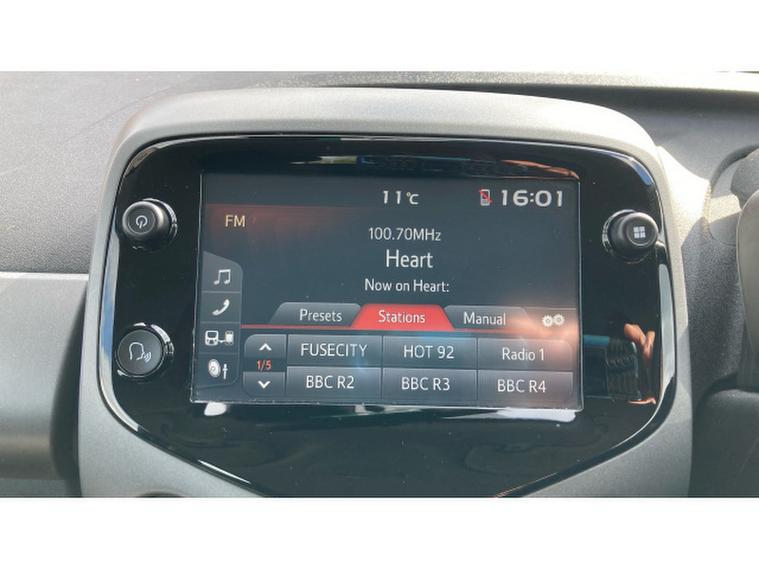 11°C 16:01
FM
100.70MHz
Heart
Now on Heart:
Presets Stations Manual
FUSECITY HOT 92 Radio 1
1/5
BBC R2 BBC R3 BBC R4